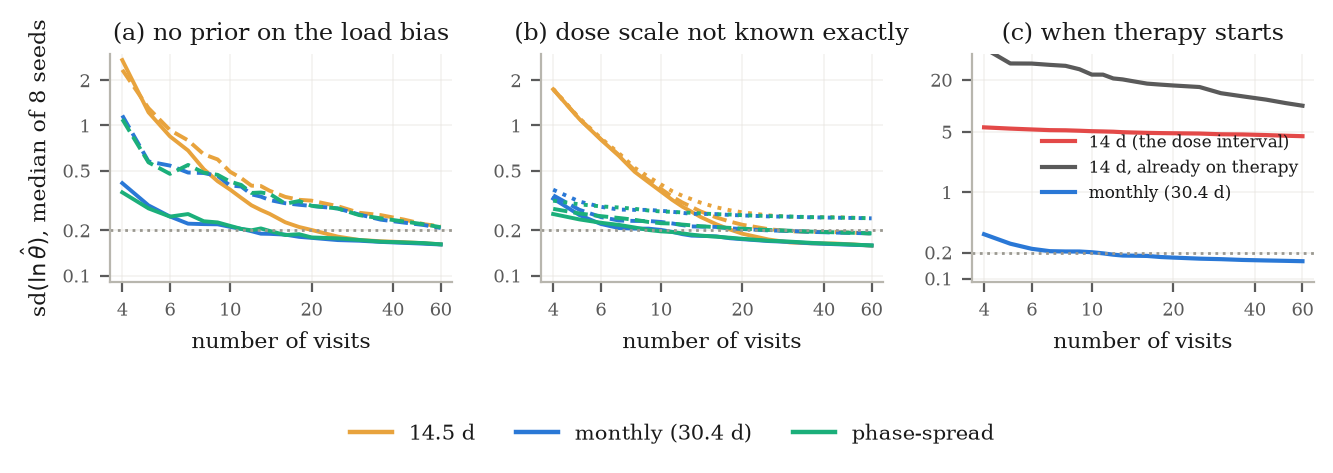 (a) no prior on the load bias
(b) dose scale not known exactly
(c) when therapy starts
sd(ln θ̂), median of 8 seeds
2
1
0.5
0.2
0.1
4
6
10
20
40
60
number of visits
2
1
0.5
0.2
0.1
4
6
10
20
40
60
number of visits
20
5
1
0.2
0.1
14 d (the dose interval)
14 d, already on therapy
monthly (30.4 d)
4
6
10
20
40
60
number of visits
14.5 d
monthly (30.4 d)
phase-spread